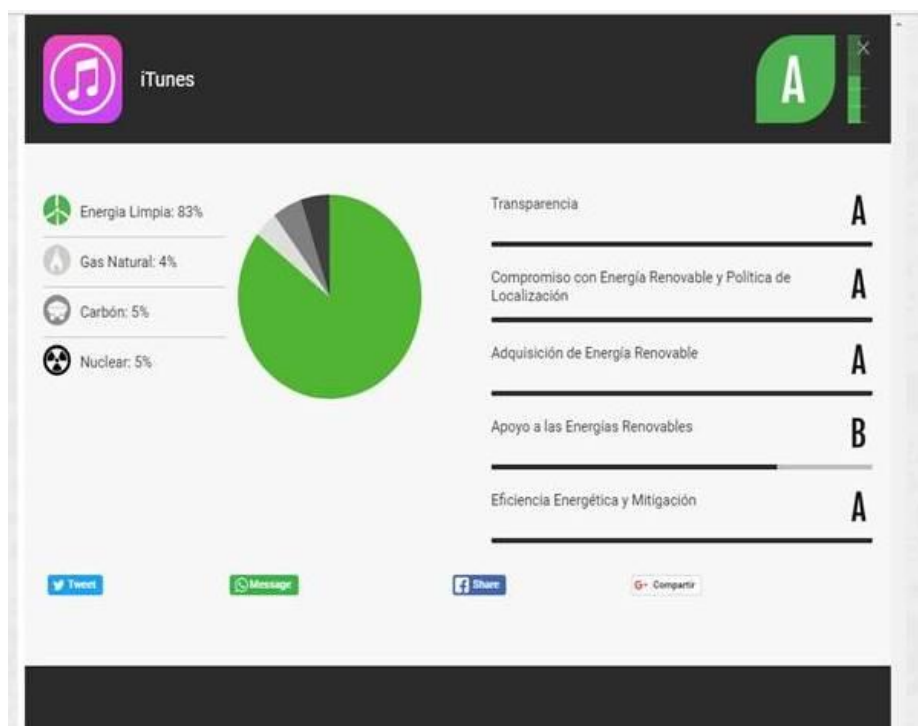 iTunes
A
Energia Limpia: 83%
Gas Natural: 4%
Carbón: 5%
Nuclear: 5%
Transparencia
A
Compromiso con Energía Renovable y Política de
Localización
A
Adquisición de Energía Renovable
A
Apoyo a las Energías Renovables
B
Eficiencia Energética y Mitigación
A
Tweet
Message
Share
G+ Compartir